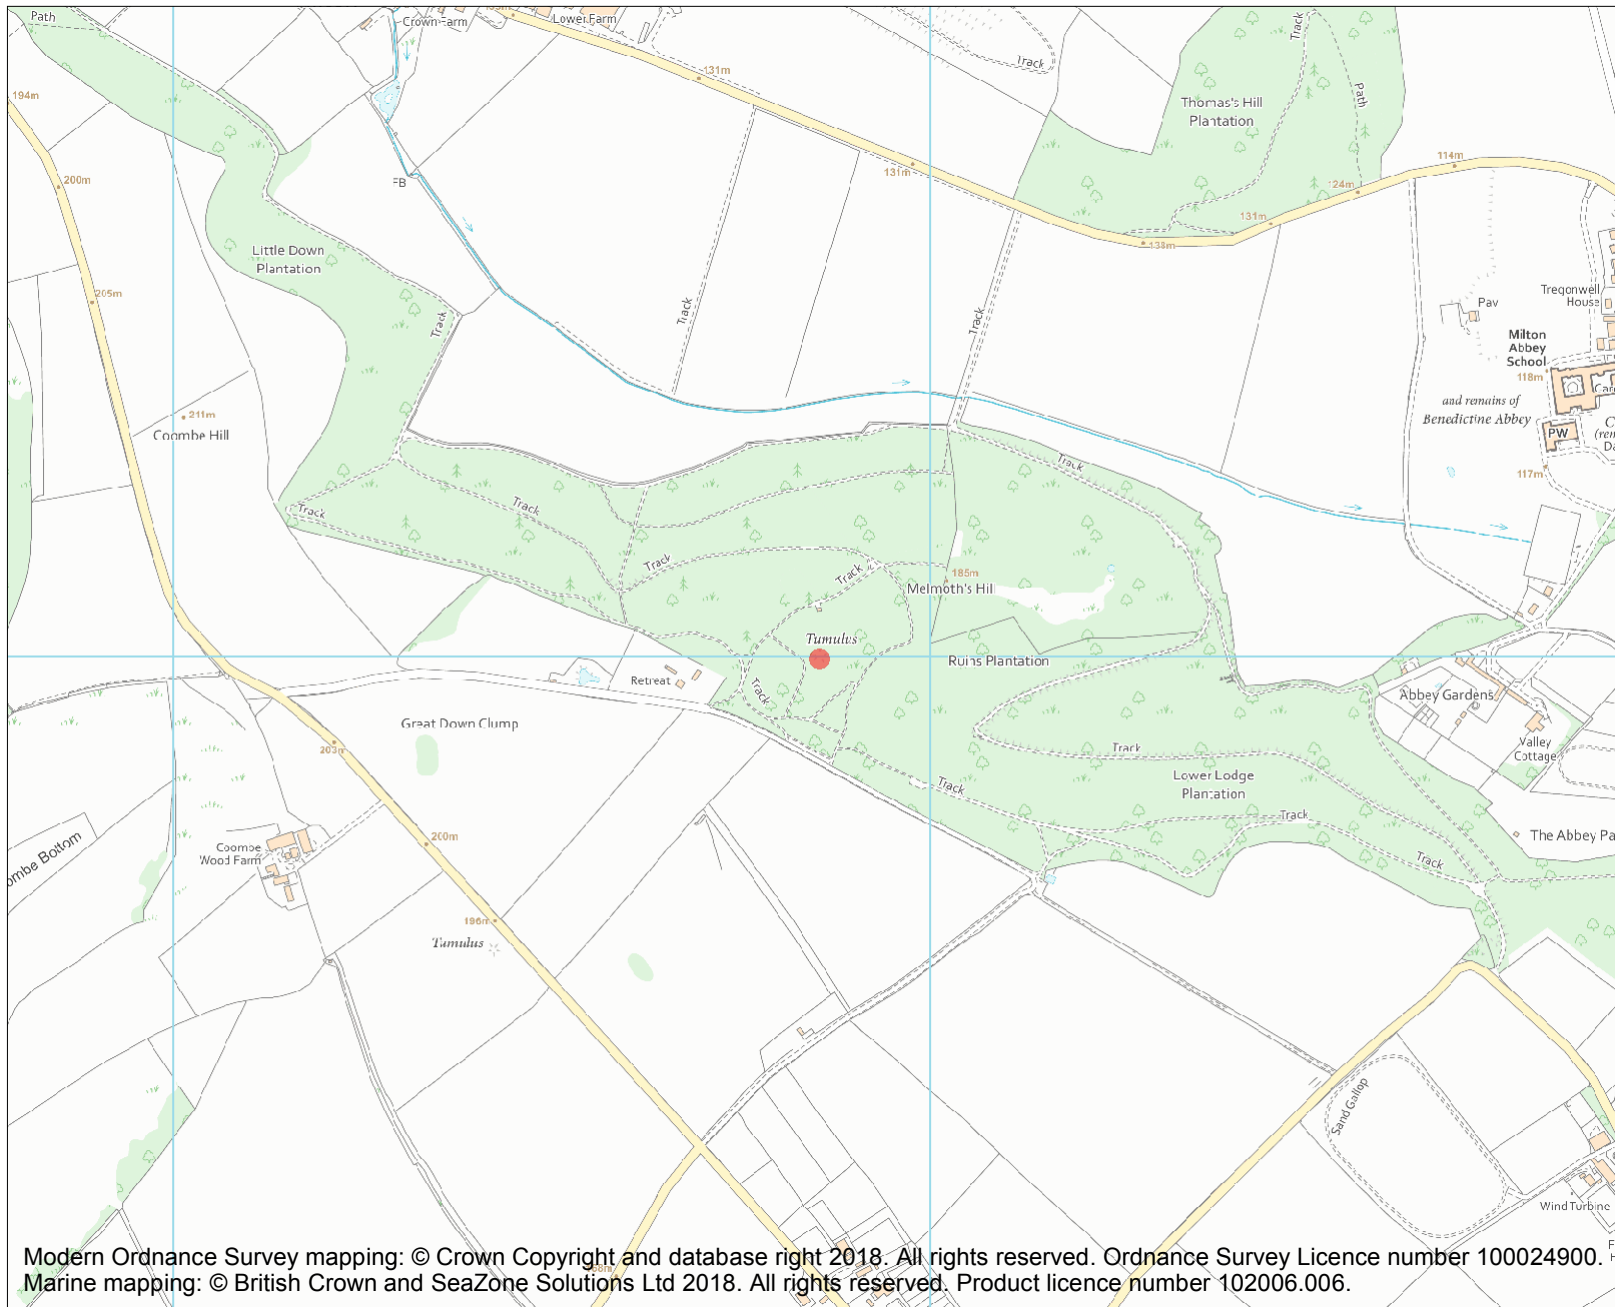 Path
Crown Farm
Lower Farm
Track
Track
131m
194m
Path
Thomas's Hill
Plantation
FB
200m
131m
114m
124m
131m
138m
Little Down
Plantation
205m
Track
Track
Track
Pav
Tregonwell
House
Milton
Abbey
School
118m
and remains of
Benedictine Abbey
PW
117m
211m
Coombe Hill
Track
Track
Track
Track
Track
185m
Melmoth's Hill
Tumulus
Ruins Plantation
Retreat
Track
Abbey Gardens
Great Down Clump
203m
Valley
Cottage
Track
Lower Lodge
Plantation
Track
Track
Track
The Abbey
200m
Coombe
Wood Farm
ombe Bottom
196m
Tumulus
Sand Gallop
Wind Turbine
Modern Ordnance Survey mapping: © Crown Copyright and database right 2018. All rights reserved. Ordnance Survey Licence number 100024900.
Marine mapping: © British Crown and SeaZone Solutions Ltd 2018. All rights reserved. Product licence number 102006.006.